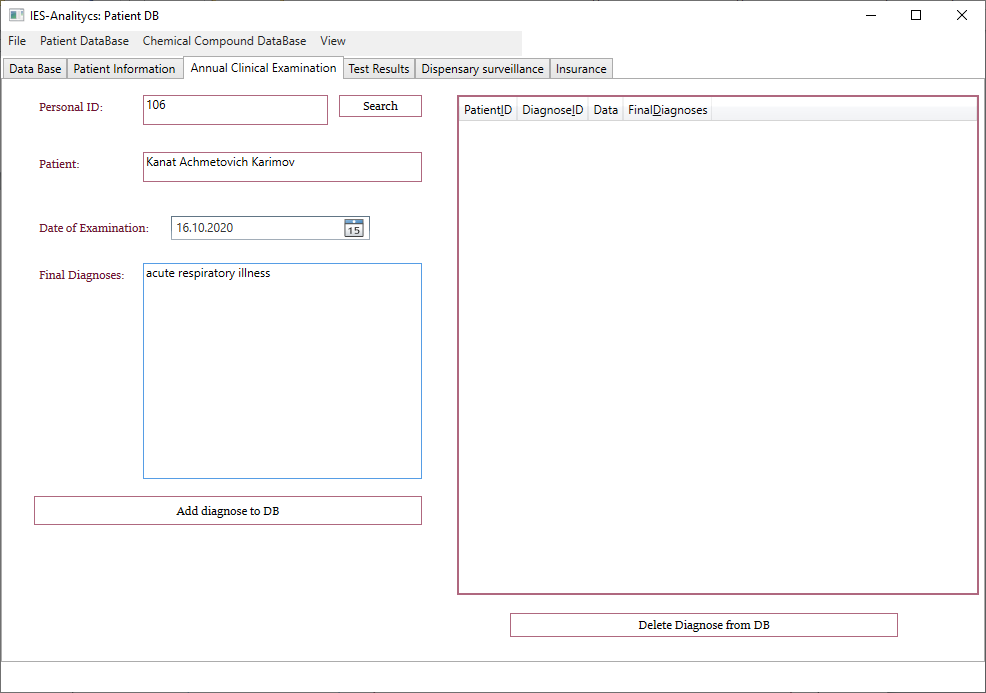 IES-Analitycs: Patient DB
File Patient DataBase Chemical Compound DataBase View
Data Base Patient Information Annual Clinical Examination Test Results Dispensary surveillance Insurance
Personal ID: 106 Search
Patient: Kanat Achmetovich Karimov
Date of Examination: 16.10.2020 15
Final Diagnoses: acute respiratory illness
Add diagnose to DB
PatientID DiagnoseID Data FinalDiagnoses
Delete Diagnose from DB